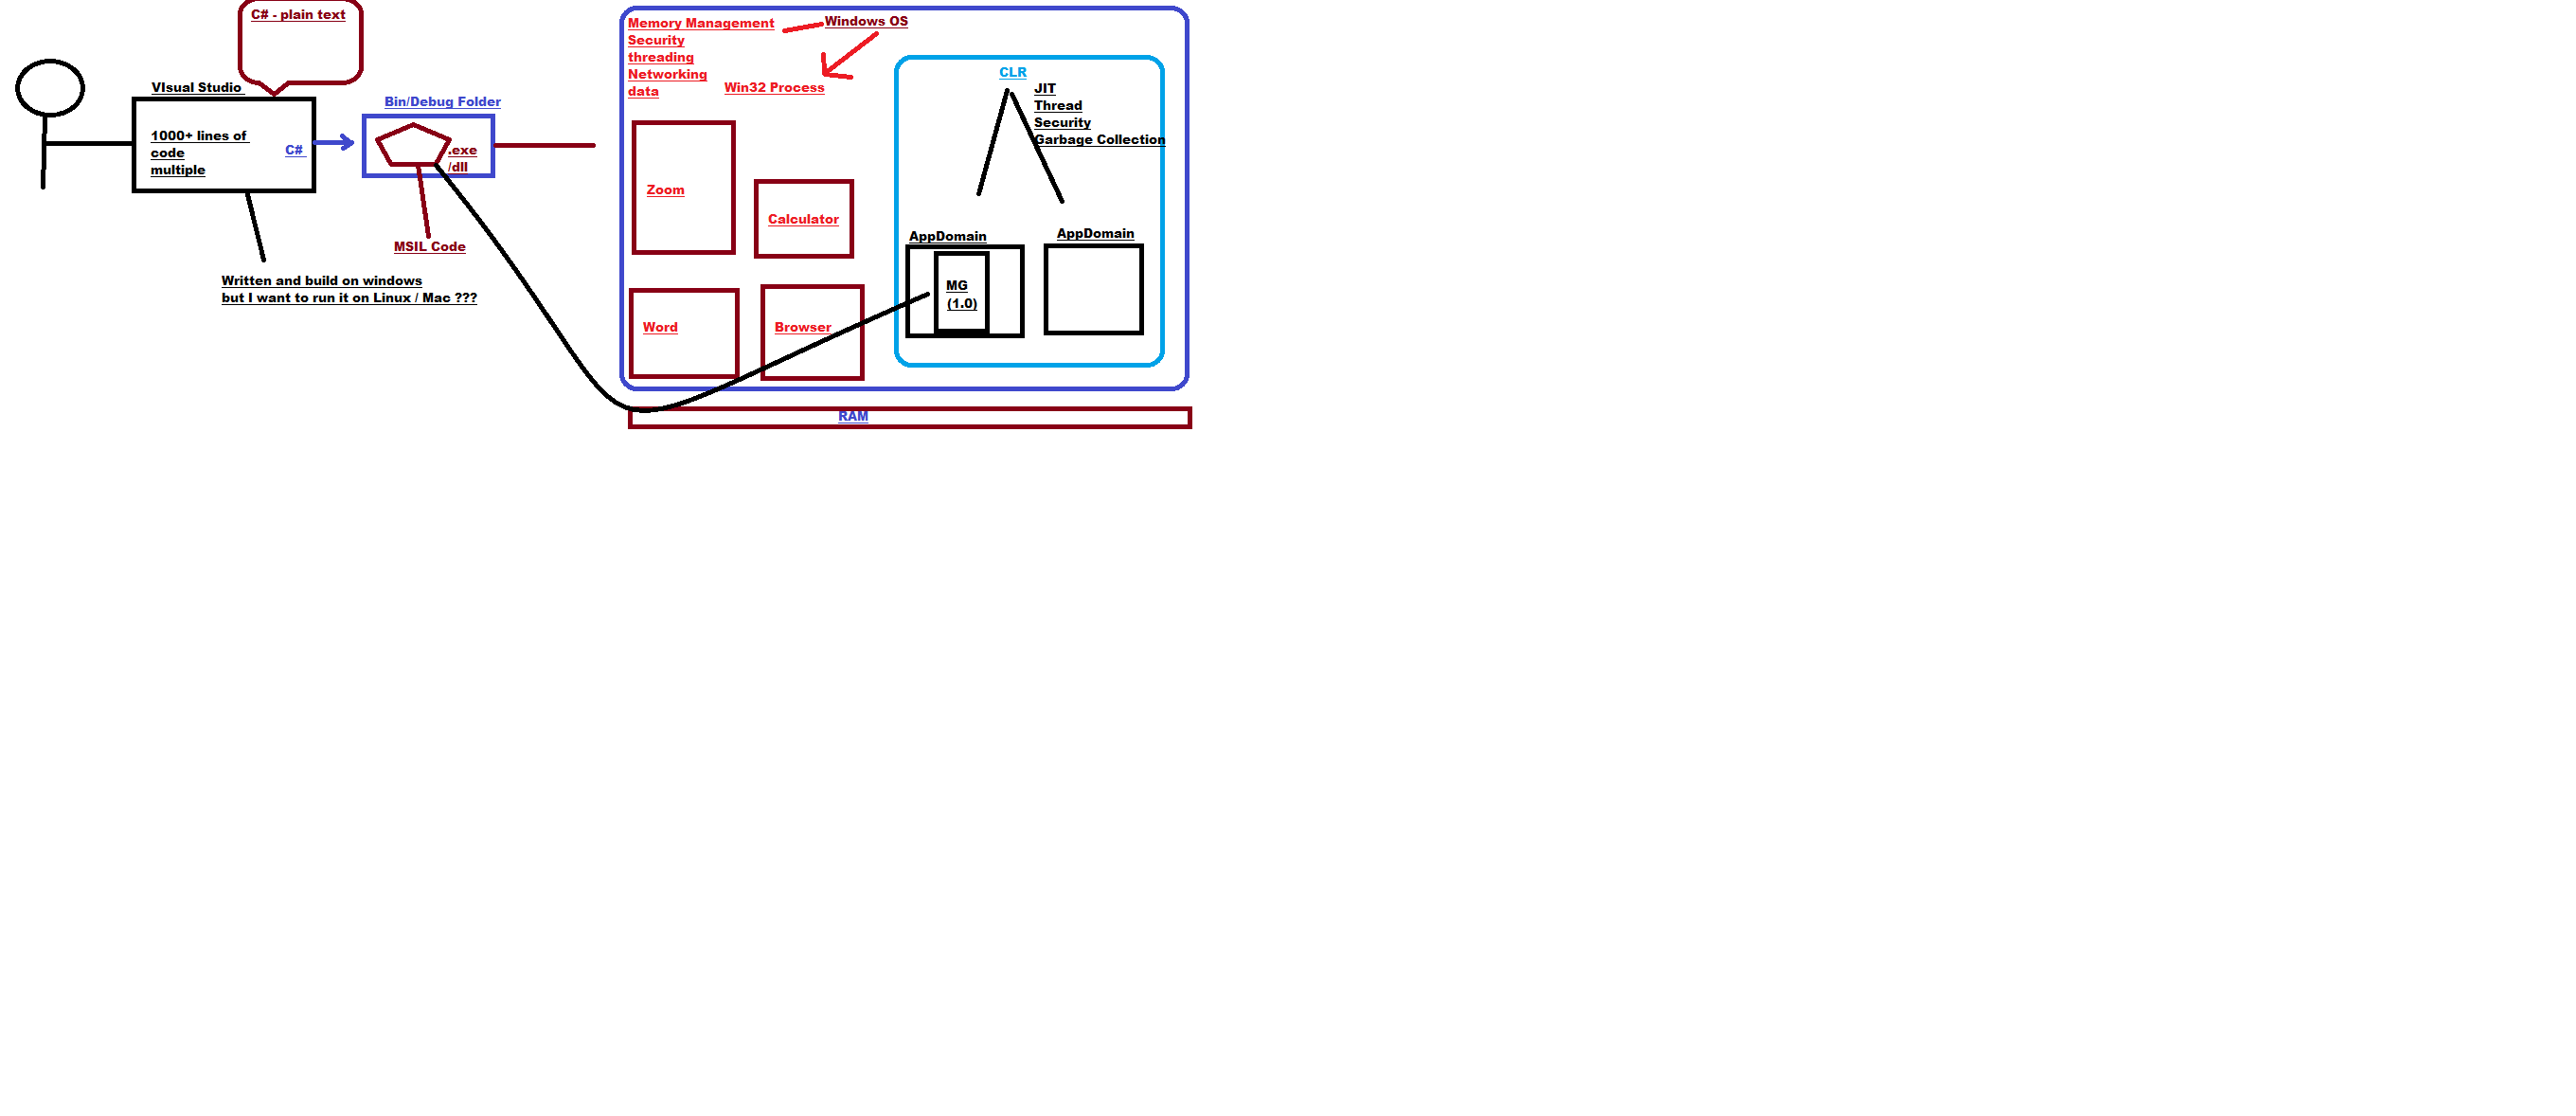 C# - plain text
VIsual Studio
1000+ lines of
code
multiple
C#
Bin/Debug Folder
.exe
/dll
MSIL Code
Written and build on windows
but I want to run it on Linux / Mac ???
Memory Management
Security
threading
Networking
data
Windows OS
Win32 Process
Zoom
Calculator
Word
Browser
CLR
JIT
Thread
Security
Garbage Collection
AppDomain
MG
(1.0)
AppDomain
RAM